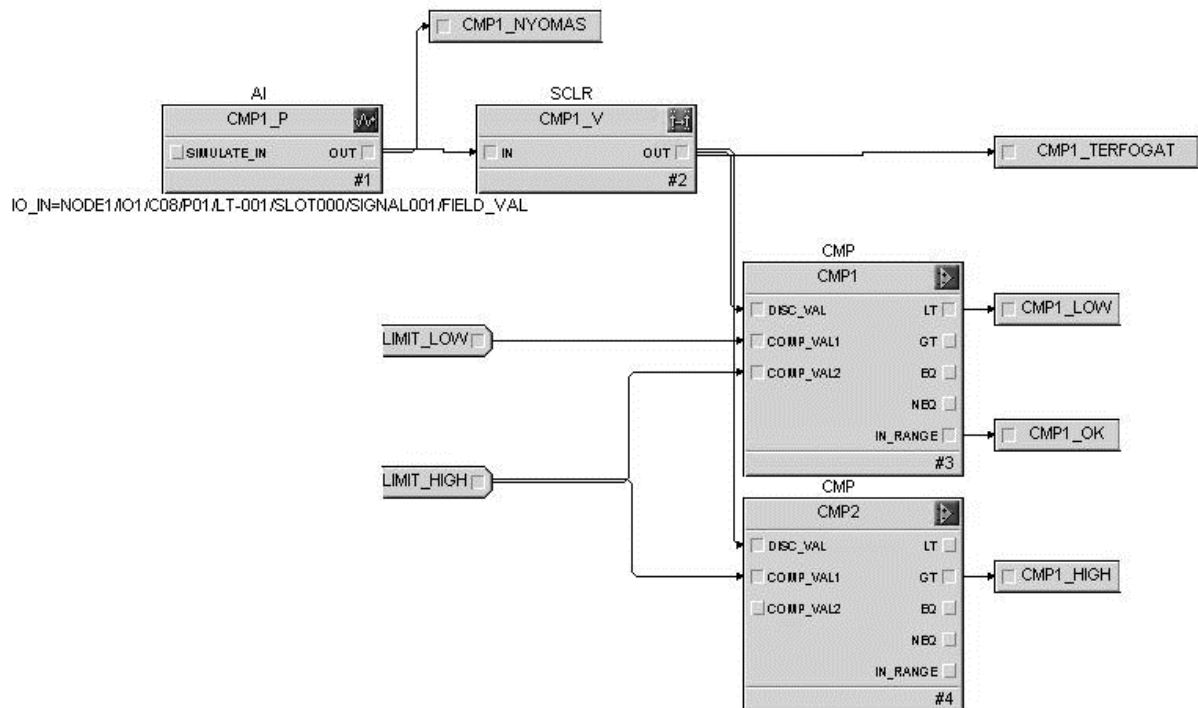 CMP1_NYOMAS
AI
SCLR
CMP1_P
CMP1_V
SIMULATE_IN
OUT
IN
OUT
CMP1_TERFOGAT
#1
#2
IO_IN=NODE1/IO1/C08/P01/LT-001/SLOT000/SIGNAL001/FIELD_VAL
CMP
CMP1
DISC_VAL
LT
CMP1_LOW
LIMIT_LOW
COMP_VAL1
GT
COMP_VAL2
EQ
NEQ
IN_RANGE
CMP1_OK
#3
LIMIT_HIGH
CMP
CMP2
DISC_VAL
LT
COMP_VAL1
GT
CMP1_HIGH
COMP_VAL2
EQ
NEQ
IN_RANGE
#4